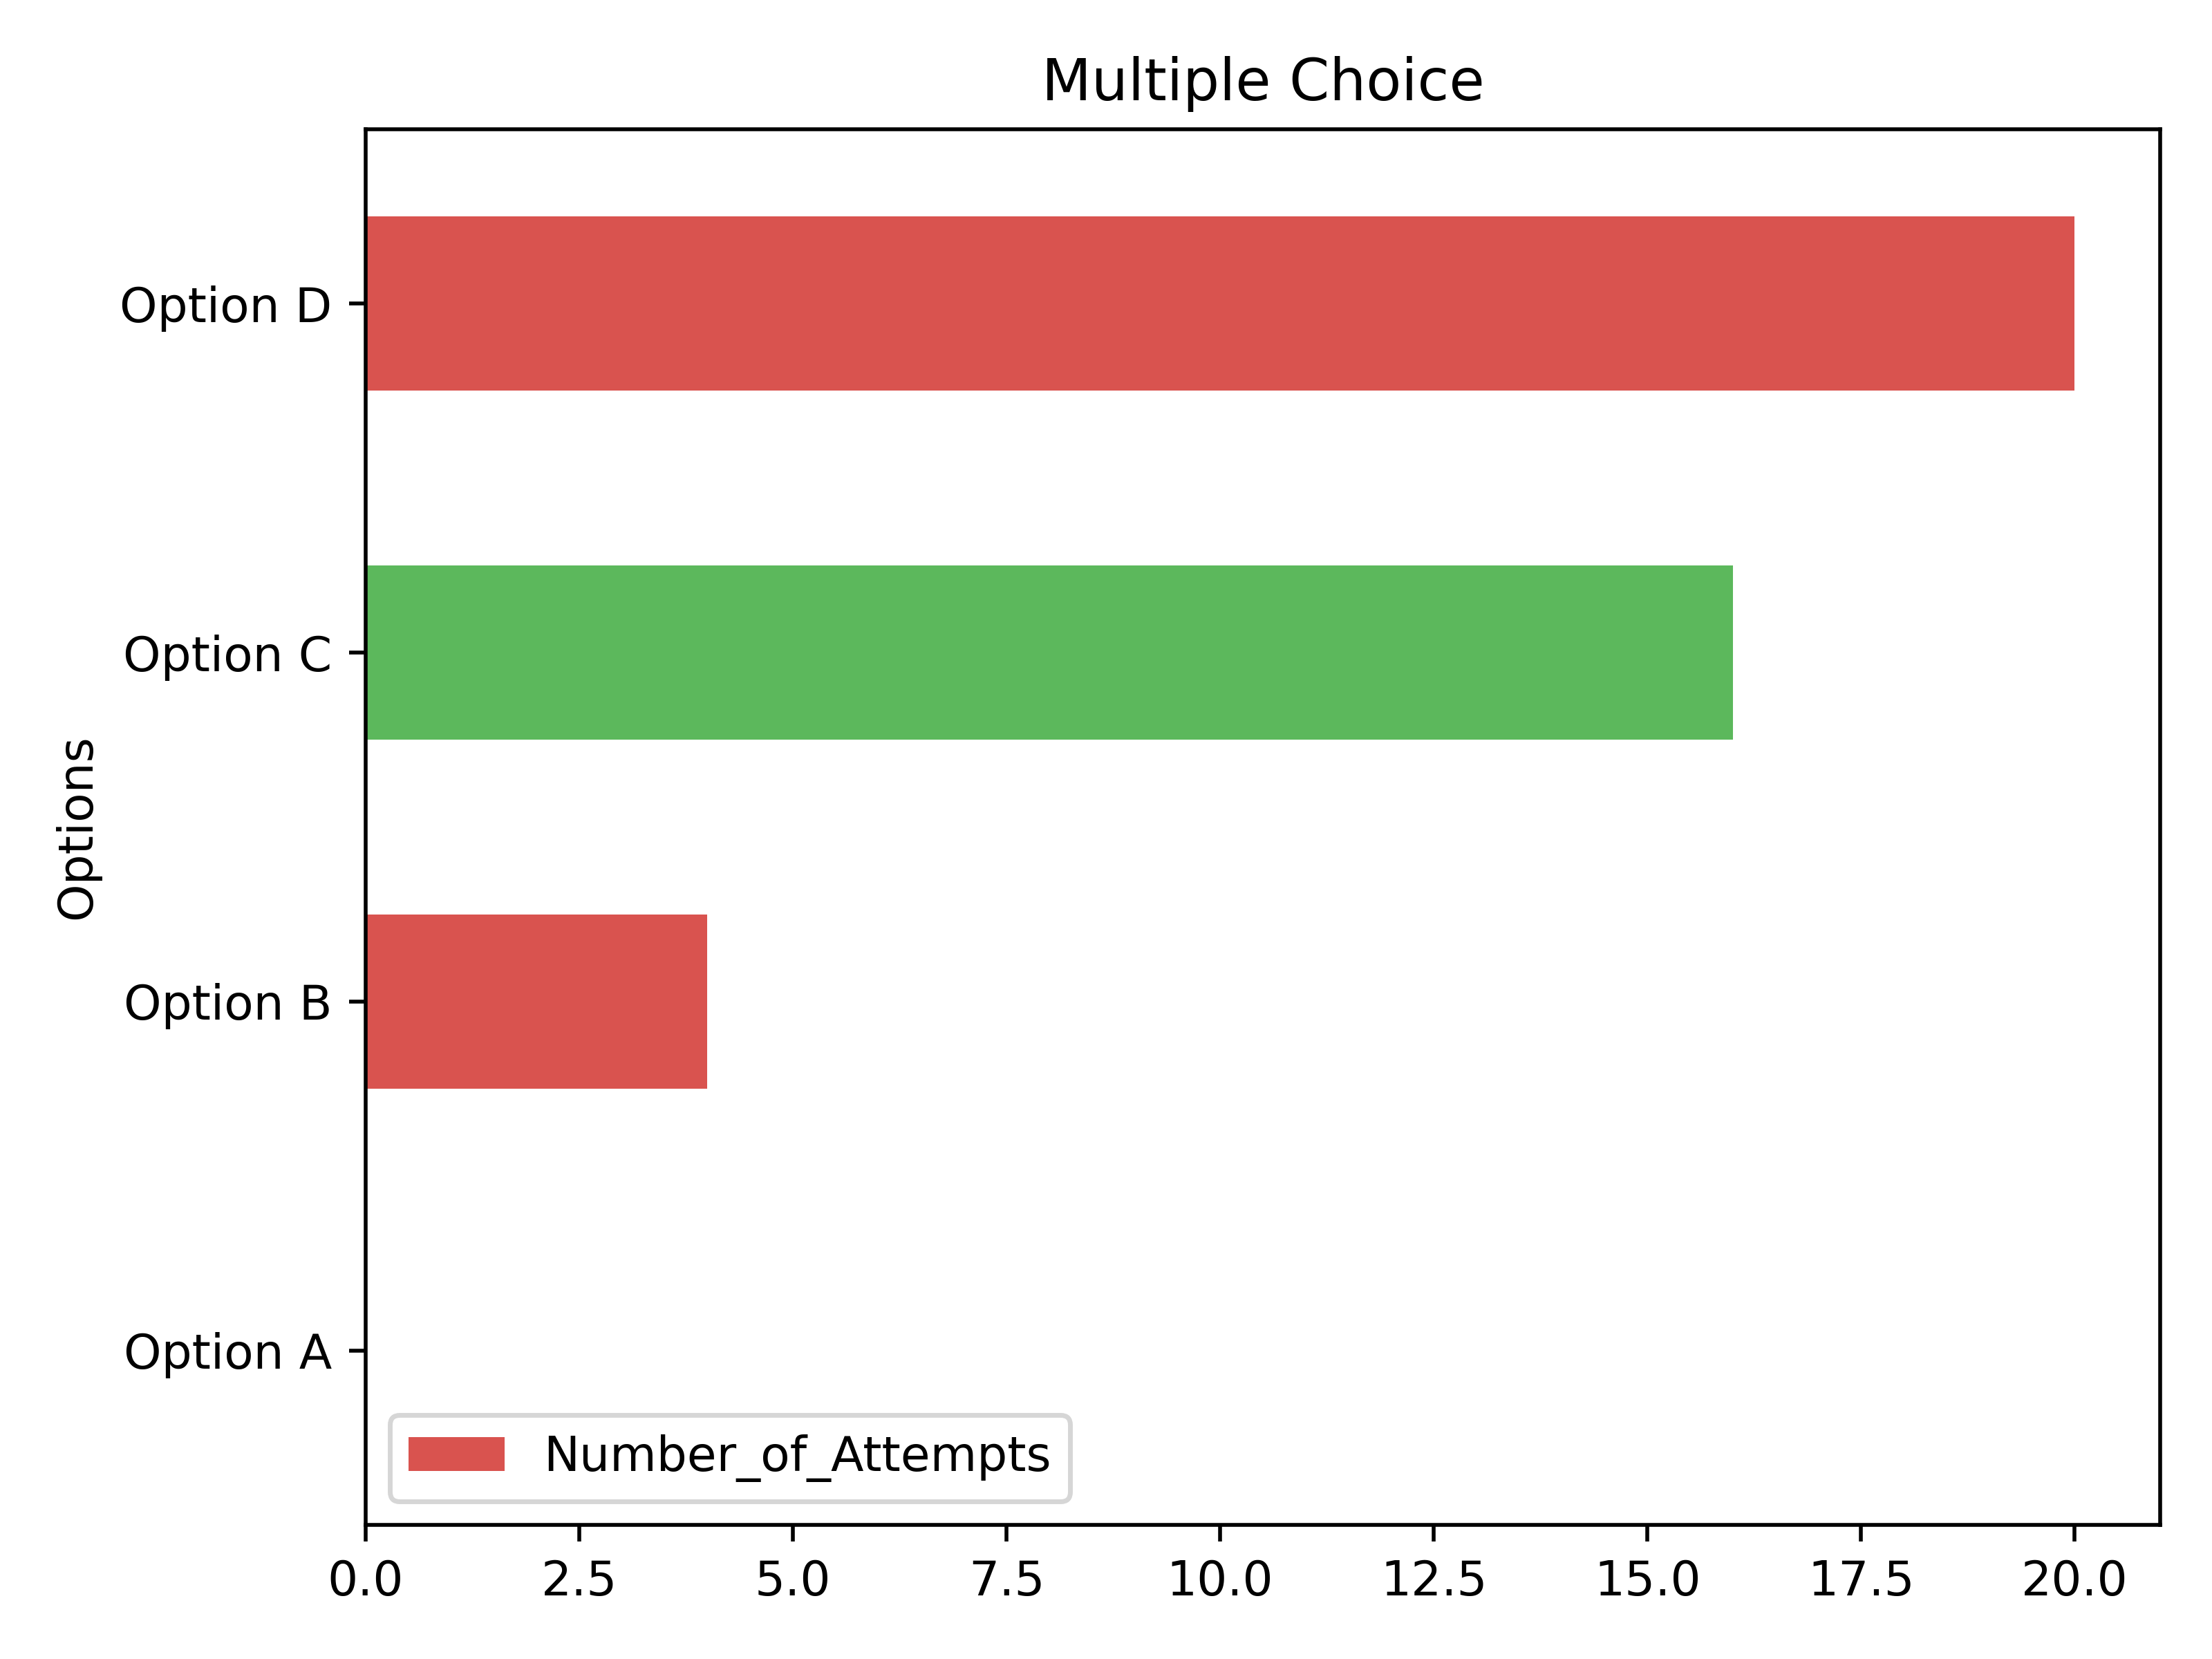 Multiple Choice
Option D
Option C
Option B
Option A
Options
Number_of_Attempts
0.0 2.5 5.0 7.5 10.0 12.5 15.0 17.5 20.0